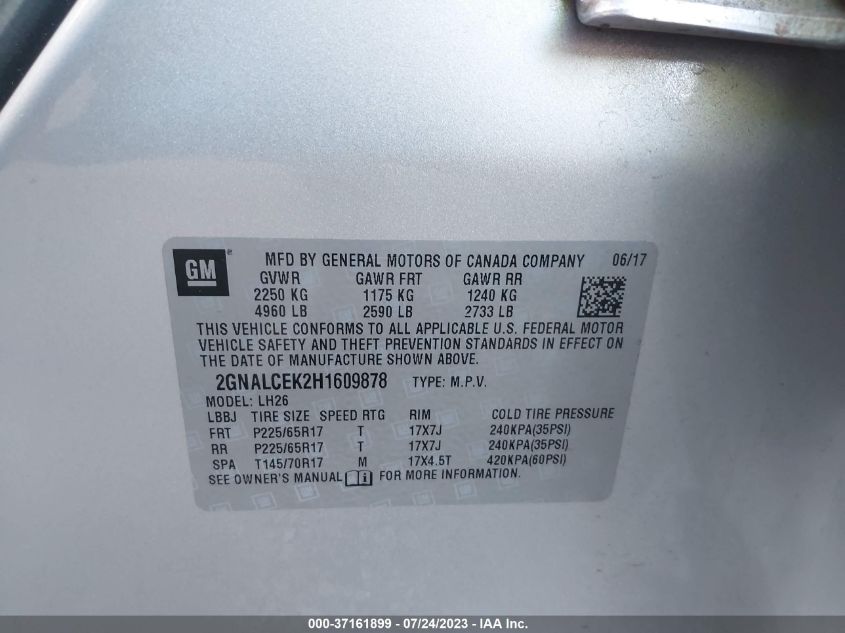 GM ®
MFD BY GENERAL MOTORS OF CANADA COMPANY 06/17
GVWR GAWR FRT GAWR RR
2250 KG 1175 KG 1240 KG
4960 LB 2590 LB 2733 LB
THIS VEHICLE CONFORMS TO ALL APPLICABLE U.S. FEDERAL MOTOR
VEHICLE SAFETY AND THEFT PREVENTION STANDARDS IN EFFECT ON
THE DATE OF MANUFACTURE SHOWN ABOVE.
2GNALCEK2H1609878 TYPE: M.P.V.
MODEL: LH26
LBBJ TIRE SIZE SPEED RTG RIM COLD TIRE PRESSURE
FRT P225/65R17 T 17X7J 240KPA(35PSI)
RR P225/65R17 T 17X7J 240KPA(35PSI)
SPA T145/70R17 M 17X4.5T 420KPA(60PSI)
SEE OWNER'S MANUAL i FOR MORE INFORMATION.
000-37161899 - 07/24/2023 - IAA Inc.